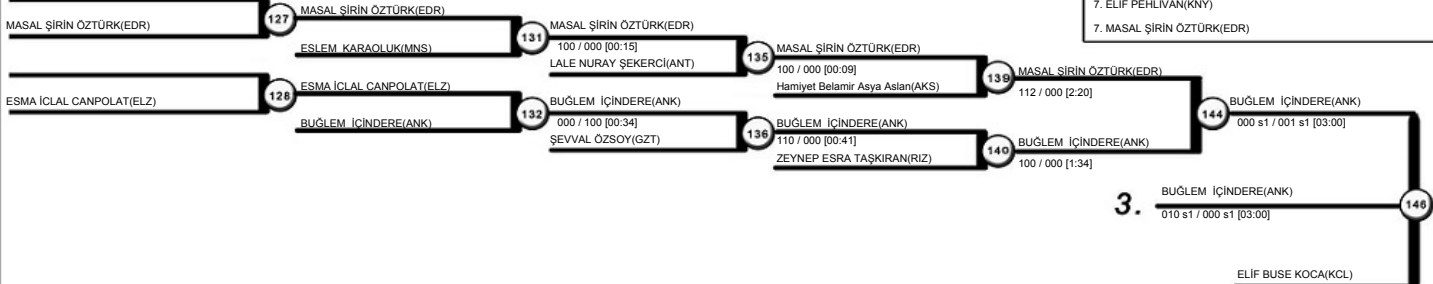 7. ELİF PEHLİVAN(KNY)
7. MASAL ŞİRİN ÖZTÜRK(EDR)
MASAL ŞİRİN ÖZTÜRK(EDR)
127
MASAL ŞİRİN ÖZTÜRK(EDR)
ESLEM KARAOLUK(MNS)
131
MASAL ŞİRİN ÖZTÜRK(EDR)
100 / 000 [00:15]
LALE NURAY ŞEKERCİ(ANT)
135
MASAL ŞİRİN ÖZTÜRK(EDR)
100 / 000 [00:09]
Hamiyet Belamir Asya Aslan(AKS)
139
MASAL ŞİRİN ÖZTÜRK(EDR)
112 / 000 [2:20]
ESMA İCLAL CANPOLAT(ELZ)
128
ESMA İCLAL CANPOLAT(ELZ)
BUĞLEM İÇİNDERE(ANK)
132
BUĞLEM İÇİNDERE(ANK)
000 / 100 [00:34]
ŞEVVAL ÖZSOY(GZT)
136
BUĞLEM İÇİNDERE(ANK)
110 / 000 [00:41]
ZEYNEP ESRA TAŞKIRAN(RIZ)
140
BUĞLEM İÇİNDERE(ANK)
100 / 000 [1:34]
144
BUĞLEM İÇİNDERE(ANK)
000 s1 / 001 s1 [03:00]
3.
BUĞLEM İÇİNDERE(ANK)
010 s1 / 000 s1 [03:00]
146
ELİF BUSE KOCA(KCL)